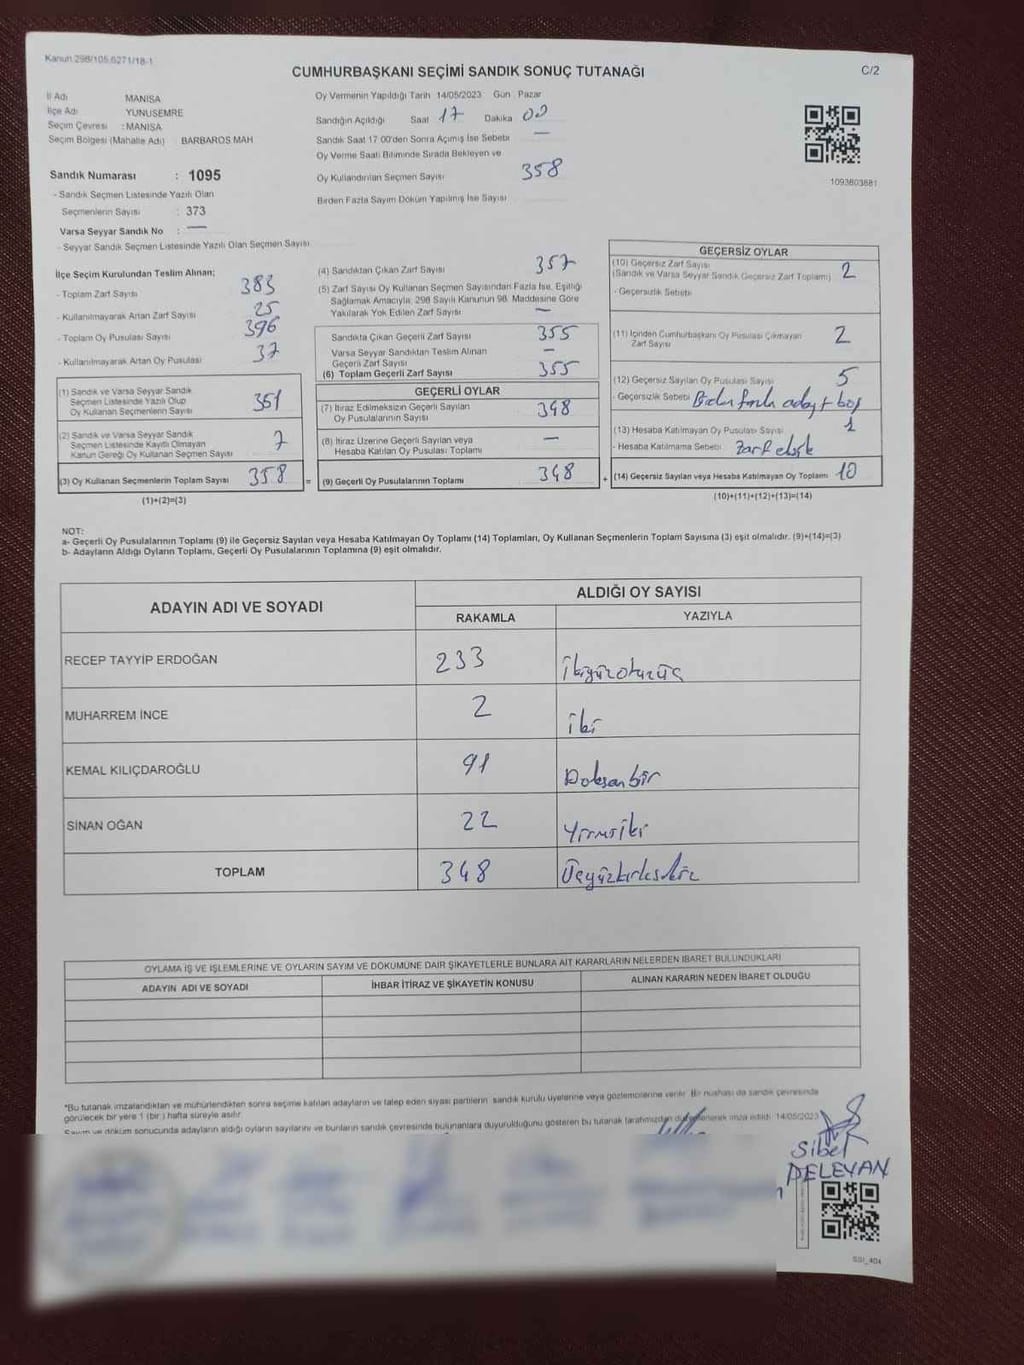 Kanun 298/105,6271/18-1
CUMHURBAŞKANI SEÇİMİ SANDIK SONUÇ TUTANAĞI
C/2
İl Adı MANİSA
İlçe Adı YUNUSEMRE
Seçim Çevresi : MANİSA
Seçim Bölgesi (Mahalle Adı) BARBAROS MAH
Sandık Numarası : 1095
- Sandık Seçmen Listesinde Yazılı Olan
Seçmenlerin Sayısı : 373
Varsa Seyyar Sandık No : —
- Seyyar Sandık Seçmen Listesinde Yazılı Olan Seçmen Sayısı
Oy Vermenin Yapıldığı Tarih 14/05/2023 Gün : Pazar
Sandığın Açıldığı Saat 17 Dakika 00
Sandık Saat 17 00'den Sonra Açımış İse Sebebi —
Oy Verme Saati Bitiminde Sırada Bekleyen ve
Oy Kullandırılan Seçmen Sayısı 358
Birden Fazla Sayım Döküm Yapılmış İse Sayısı
1093803881
İlçe Seçim Kurulundan Teslim Alınan;
- Toplam Zarf Sayısı 383
- Kullanılmayarak Artan Zarf Sayısı 25
- Toplam Oy Pusulası Sayısı 396
- Kullanılmayarak Artan Oy Pusulası 37
(1) Sandık ve Varsa Seyyar Sandık
Seçmen Listesinde Yazılı Olup
Oy Kullanan Seçmenlerin Sayısı 351
(2) Sandık ve Varsa Seyyar Sandık
Seçmen Listesinde Kayıtlı Olmayan
Kanun Gereği Oy Kullanan Seçmen Sayısı 7
(3) Oy Kullanan Seçmenlerin Toplam Sayısı 358
(1)+(2)=(3)
(4) Sandıktan Çıkan Zarf Sayısı 357
(5) Zarf Sayısı Oy Kullanan Seçmen Sayısından Fazla İse, Eşitliği
Sağlamak Amacıyla, 298 Sayılı Kanunun 98. Maddesine Göre
Yakılarak Yok Edilen Zarf Sayısı —
Sandıkta Çıkan Geçerli Zarf Sayısı 355
Varsa Seyyar Sandıktan Teslim Alınan
Geçerli Zarf Sayısı —
(6) Toplam Geçerli Zarf Sayısı 355
GEÇERLİ OYLAR
(7) İtiraz Edilmeksizin Geçerli Sayılan
Oy Pusulalarının Sayısı 348
(8) İtiraz Üzerine Geçerli Sayılan veya
Hesaba Katılan Oy Pusulası Toplamı —
= (9) Geçerli Oy Pusulalarının Toplamı 348
GEÇERSİZ OYLAR
(10) Geçersiz Zarf Sayısı
(Sandık ve Varsa Seyyar Sandık Geçersiz Zarf Toplamı) 2
- Geçersizlik Sebebi
(11) İçinden Cumhurbaşkanı Oy Pusulası Çıkmayan
Zarf Sayısı 2
(12) Geçersiz Sayılan Oy Pusulası Sayısı 5
- Geçersizlik Sebebi Birden fazla aday + boş
(13) Hesaba Katılmayan Oy Pusulası Sayısı 1
- Hesaba Katılmama Sebebi Zarf eksik
+ (14) Geçersiz Sayılan veya Hesaba Katılmayan Oy Toplamı 10
(10)+(11)+(12)+(13)=(14)
NOT:
a- Geçerli Oy Pusulalarının Toplamı (9) ile Geçersiz Sayılan veya Hesaba Katılmayan Oy Toplamı (14) Toplamları, Oy Kullanan Seçmenlerin Toplam Sayısına (3) eşit olmalıdır. (9)+(14)=(3)
b- Adayların Aldığı Oyların Toplamı, Geçerli Oy Pusulalarının Toplamına (9) eşit olmalıdır.
ADAYIN ADI VE SOYADI
ALDIĞI OY SAYISI
RAKAMLA YAZIYLA
RECEP TAYYİP ERDOĞAN 233 İkiyüzotuzüç
MUHARREM İNCE 2 İki
KEMAL KILIÇDAROĞLU 91 Doksanbir
SİNAN OĞAN 22 Yirmiiki
TOPLAM 348 Üçyüzkırksekiz
OYLAMA İŞ VE İŞLEMLERİNE VE OYLARIN SAYIM VE DÖKÜMÜNE DAİR ŞİKAYETLERLE BUNLARA AİT KARARLARIN NELERDEN İBARET BULUNDUKLARI
ADAYIN ADI VE SOYADI İHBAR İTİRAZ VE ŞİKAYETİN KONUSU ALINAN KARARIN NEDEN İBARET OLDUĞU
*Bu tutanak imzalandıktan ve mühürlendikten sonra seçime katılan adayların ve talep eden siyasi partilerin sandık kurulu üyelerine veya gözlemcilerine verilir. Bir nüshası da sandık çevresinde
görülecek bir yere 1 (bir ) hafta süreyle asılır.
Sayım ve döküm sonucunda adayların aldığı oyların sayılarını ve bunların sandık çevresinde bulunanlara duyurulduğunu gösteren bu tutanak tarafımızdan düzenlenerek imza edildi. 14/05/2023
Sibel
DELEVAN
SSI_404